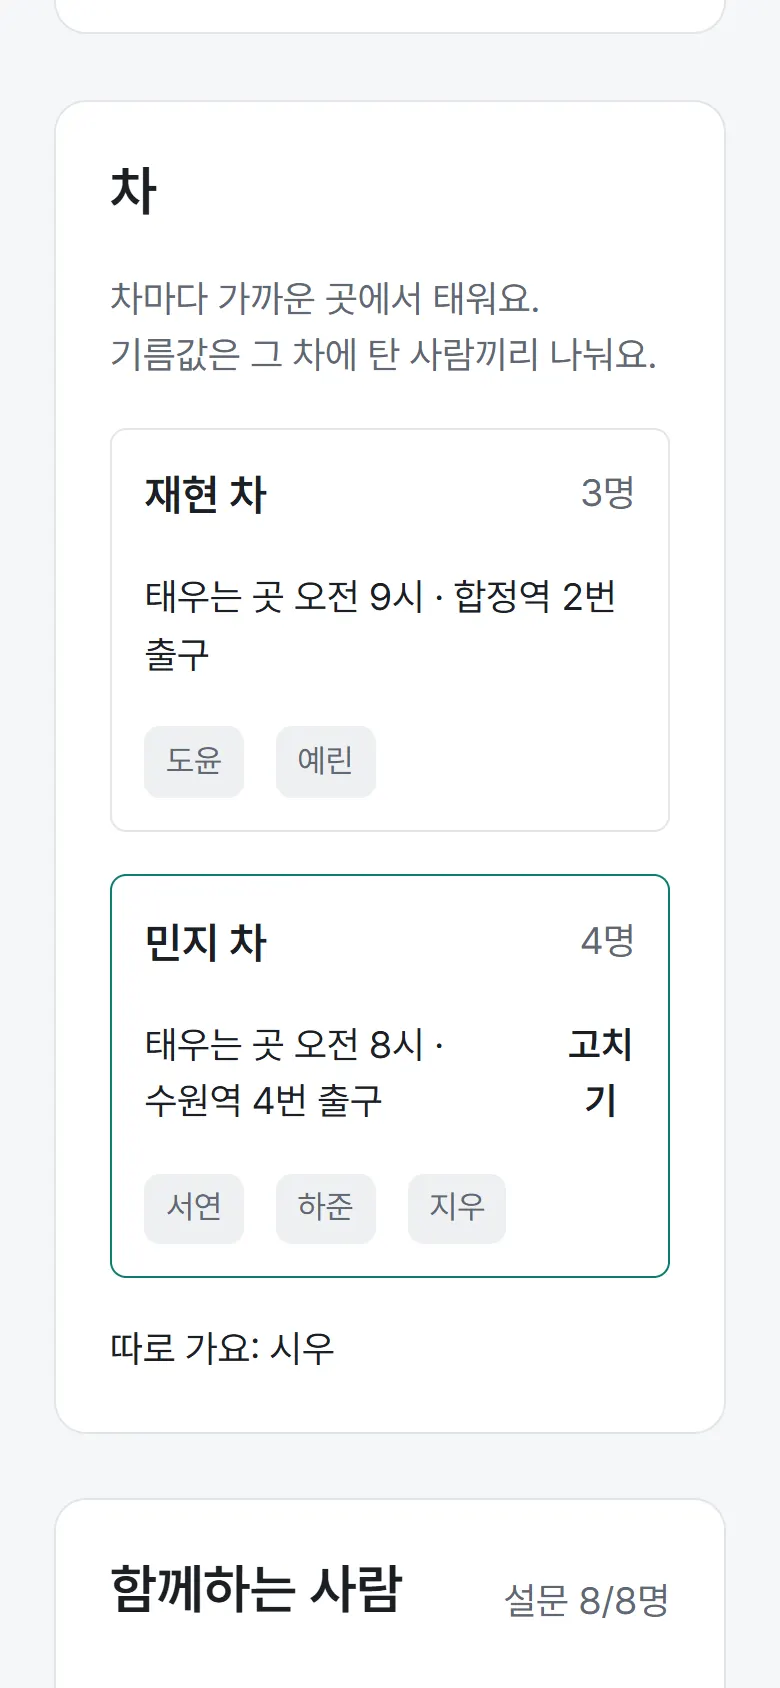 차
차마다 가까운 곳에서 태워요.
기름값은 그 차에 탄 사람끼리 나눠요.
재현 차
3명
태우는 곳 오전 9시 · 합정역 2번
출구
도윤
예린
민지 차
4명
태우는 곳 오전 8시 ·
수원역 4번 출구
고치
기
서연
하준
지우
따로 가요: 시우
함께하는 사람
설문 8/8명